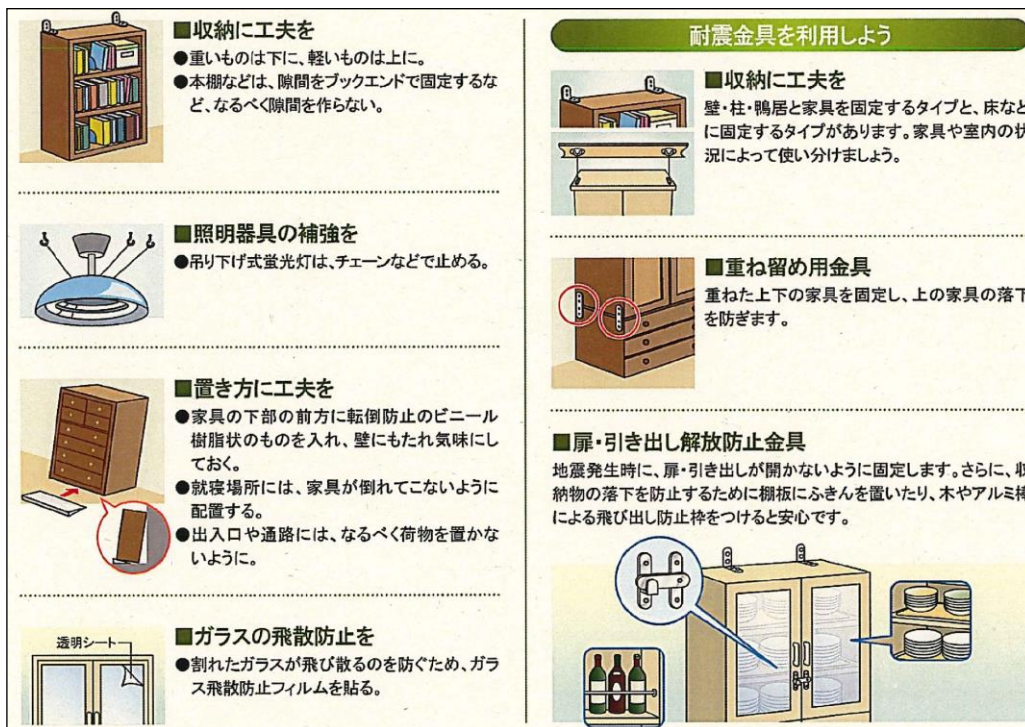 ■収納に工夫を
●重いものは下に、軽いものは上に。
●本棚などは、隙間をブックエンドで固定するな
ど、なるべく隙間を作らない。
■照明器具の補強を
●吊り下げ式蛍光灯は、チェーンなどで止める。
■置き方に工夫を
●家具の下部の前方に転倒防止のビニール
樹脂状のものを入れ、壁にもたれ気味にし
ておく。
●就寝場所には、家具が倒れてこないように
配置する。
●出入口や通路には、なるべく荷物を置かな
いように。
透明シート
■ガラスの飛散防止を
●割れたガラスが飛び散るのを防ぐため、ガラ
ス飛散防止フィルムを貼る。
耐震金具を利用しよう
■収納に工夫を
壁・柱・鴨居と家具を固定するタイプと、床など
に固定するタイプがあります。家具や室内の状
況によって使い分けましょう。
■重ね留め用金具
重ねた上下の家具を固定し、上の家具の落下
を防ぎます。
■扉・引き出し解放防止金具
地震発生時に、扉・引き出しが開かないように固定します。さらに、収
納物の落下を防止するために棚板にふきんを置いたり、木やアルミ棒
による飛び出し防止枠をつけると安心です。